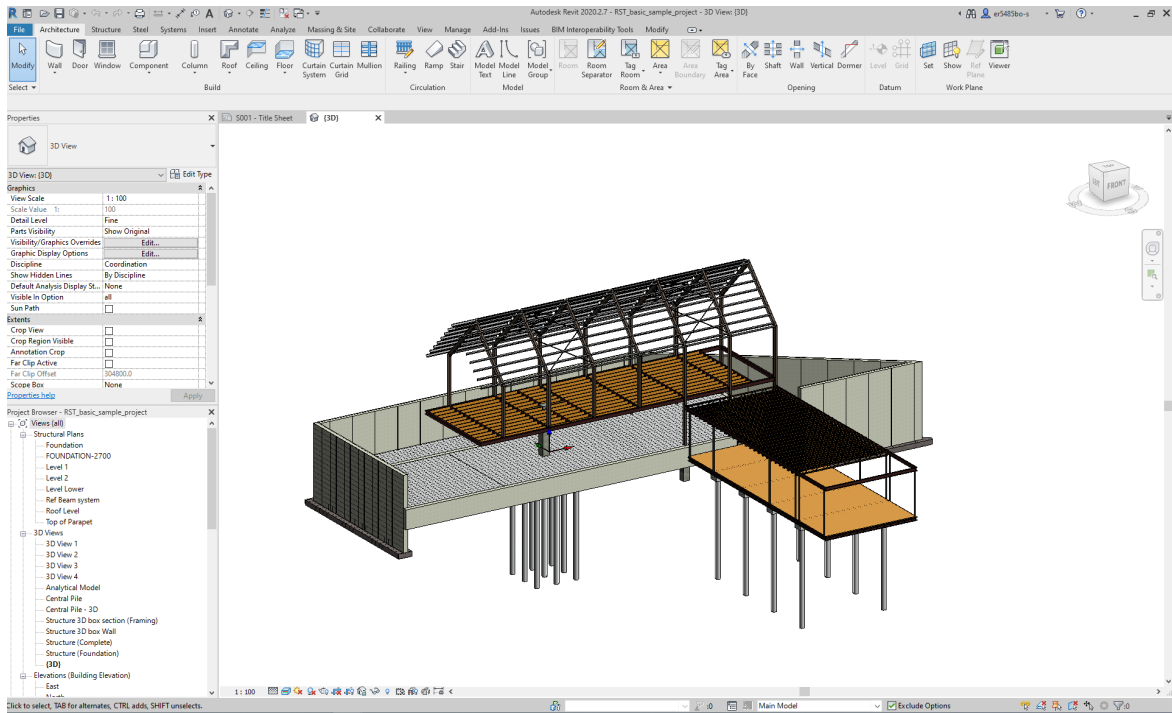 Autodesk Revit 2020.2.7 - RST_basic_sample_project - 3D View: {3D}
er5485bo-s
File Architecture Structure Steel Systems Insert Annotate Analyze Massing & Site Collaborate View Manage Add-Ins Issues BIM Interoperability Tools Modify
Modify Wall Door Window Component Column Roof Ceiling Floor Curtain System Curtain Grid Mullion Railing Ramp Stair Model Text Model Line Model Group Room Room Separator Tag Room Area Area Boundary Tag Area By Face Shaft Wall Vertical Dormer Level Grid Set Show Ref Plane Viewer
Select Build Circulation Model Room & Area Opening Datum Work Plane
Properties
S001 - Title Sheet
{3D}
3D View
3D View: {3D} Edit Type
Graphics
View Scale 1 : 100
Scale Value 1: 100
Detail Level Fine
Parts Visibility Show Original
Visibility/Graphics Overrides Edit...
Graphic Display Options Edit...
Discipline Coordination
Show Hidden Lines By Discipline
Default Analysis Display St... None
Visible In Option all
Sun Path
Extents
Crop View
Crop Region Visible
Annotation Crop
Far Clip Active
Far Clip Offset 304800.0
Scope Box None
Properties help Apply
FRONT
Project Browser - RST_basic_sample_project
Views (all)
Structural Plans
Foundation
FOUNDATION-2700
Level 1
Level 2
Level Lower
Ref Beam system
Roof Level
Top of Parapet
3D Views
3D View 1
3D View 2
3D View 3
3D View 4
Analytical Model
Central Pile
Central Pile - 3D
Structure 3D box section (Framing)
Structure 3D box Wall
Structure (Complete)
Structure (Foundation)
{3D}
Elevations (Building Elevation)
East
North
1 : 100
Click to select, TAB for alternates, CTRL adds, SHIFT unselects.
:0
Main Model
Exclude Options
:0